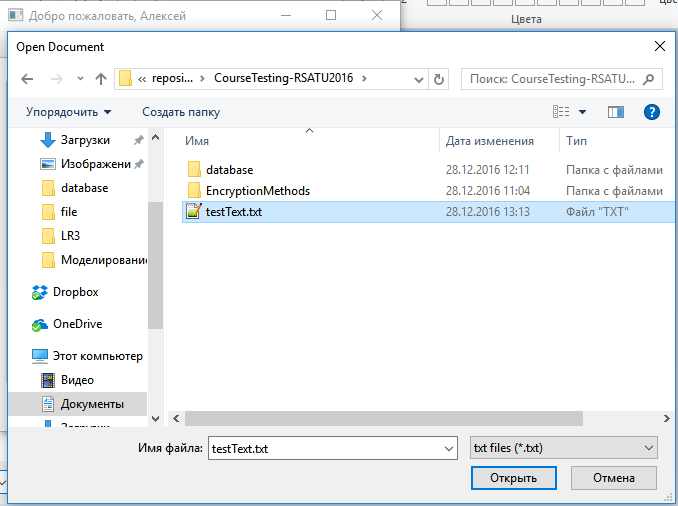 Добро пожаловать, Алексей
Цвета
Open Document
« reposi... › CourseTesting-RSATU2016 ›
Поиск: CourseTesting-RSATU...
Упорядочить
Создать папку
Имя
Дата изменения
Тип
Загрузки
Изображени
database
file
LR3
Моделирование
Dropbox
OneDrive
Этот компьютер
Видео
Документы
database 28.12.2016 12:11 Папка с файлами
EncryptionMethods 28.12.2016 11:04 Папка с файлами
testText.txt 28.12.2016 13:13 Файл "TXT"
Имя файла: testText.txt
txt files (*.txt)
Открыть
Отмена